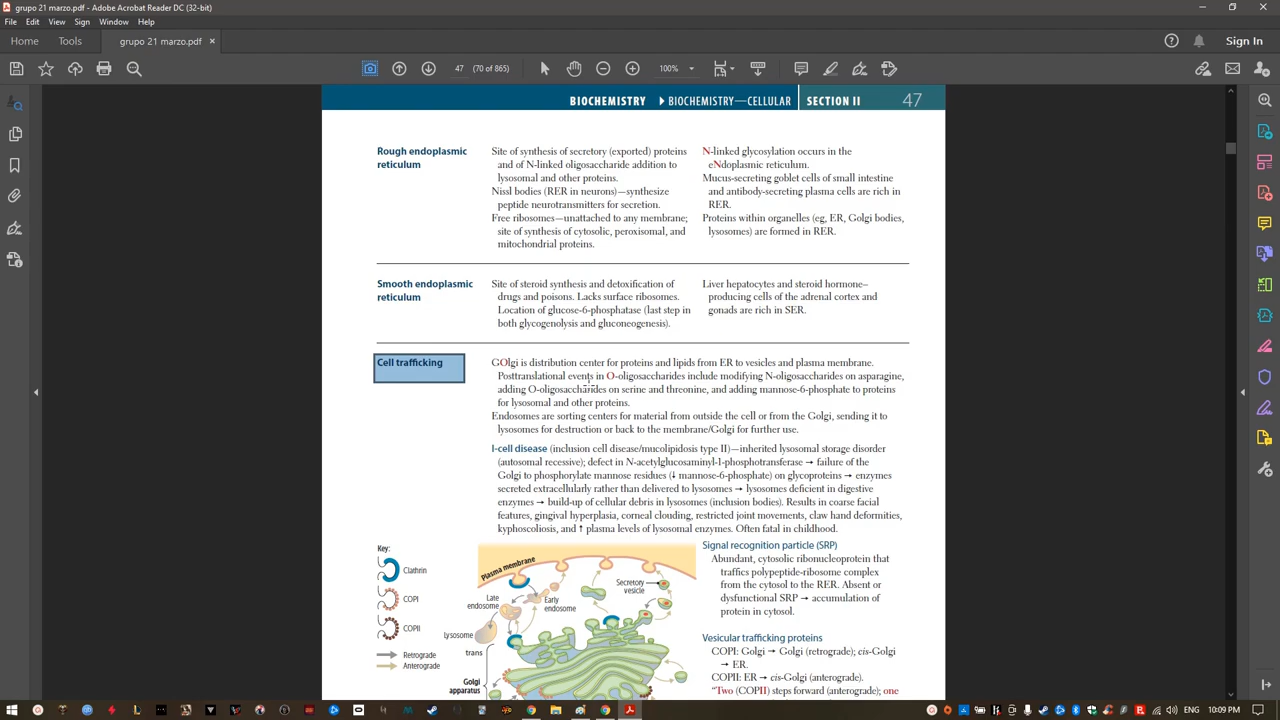 grupo 21 marzo.pdf - Adobe Acrobat Reader DC (32-bit)
File Edit View Sign Window Help
Home Tools grupo 21 marzo.pdf × Sign In
47 (70 of 865) 100%
BIOCHEMISTRY ▶ BIOCHEMISTRY—CELLULAR SECTION II 47
Rough endoplasmic
reticulum
Site of synthesis of secretory (exported) proteins
and of N-linked oligosaccharide addition to
lysosomal and other proteins.
Nissl bodies (RER in neurons)—synthesize
peptide neurotransmitters for secretion.
Free ribosomes—unattached to any membrane;
site of synthesis of cytosolic, peroxisomal, and
mitochondrial proteins.
N-linked glycosylation occurs in the
eNdoplasmic reticulum.
Mucus-secreting goblet cells of small intestine
and antibody-secreting plasma cells are rich in
RER.
Proteins within organelles (eg, ER, Golgi bodies,
lysosomes) are formed in RER.
Smooth endoplasmic
reticulum
Site of steroid synthesis and detoxification of
drugs and poisons. Lacks surface ribosomes.
Location of glucose-6-phosphatase (last step in
both glycogenolysis and gluconeogenesis).
Liver hepatocytes and steroid hormone–
producing cells of the adrenal cortex and
gonads are rich in SER.
Cell trafficking
GOlgi is distribution center for proteins and lipids from ER to vesicles and plasma membrane.
Posttranslational events in O-oligosaccharides include modifying N-oligosaccharides on asparagine,
adding O-oligosaccharides on serine and threonine, and adding mannose-6-phosphate to proteins
for lysosomal and other proteins.
Endosomes are sorting centers for material from outside the cell or from the Golgi, sending it to
lysosomes for destruction or back to the membrane/Golgi for further use.
I-cell disease (inclusion cell disease/mucolipidosis type II)—inherited lysosomal storage disorder
(autosomal recessive); defect in N-acetylglucosaminyl-1-phosphotransferase → failure of the
Golgi to phosphorylate mannose residues (↓ mannose-6-phosphate) on glycoproteins → enzymes
secreted extracellularly rather than delivered to lysosomes → lysosomes deficient in digestive
enzymes → build-up of cellular debris in lysosomes (inclusion bodies). Results in coarse facial
features, gingival hyperplasia, corneal clouding, restricted joint movements, claw hand deformities,
kyphoscoliosis, and ↑ plasma levels of lysosomal enzymes. Often fatal in childhood.
Key:
Clathrin
COPI
COPII
Retrograde
Anterograde
Plasma membrane
Secretory
vesicle
Late
endosome
Early
endosome
Lysosome
trans
Golgi
apparatus
Signal recognition particle (SRP)
Abundant, cytosolic ribonucleoprotein that
traffics polypeptide-ribosome complex
from the cytosol to the RER. Absent or
dysfunctional SRP → accumulation of
protein in cytosol.
Vesicular trafficking proteins
COPI: Golgi → Golgi (retrograde); cis-Golgi
→ ER.
COPII: ER → cis-Golgi (anterograde).
“Two (COPII) steps forward (anterograde); one
10:09 PM